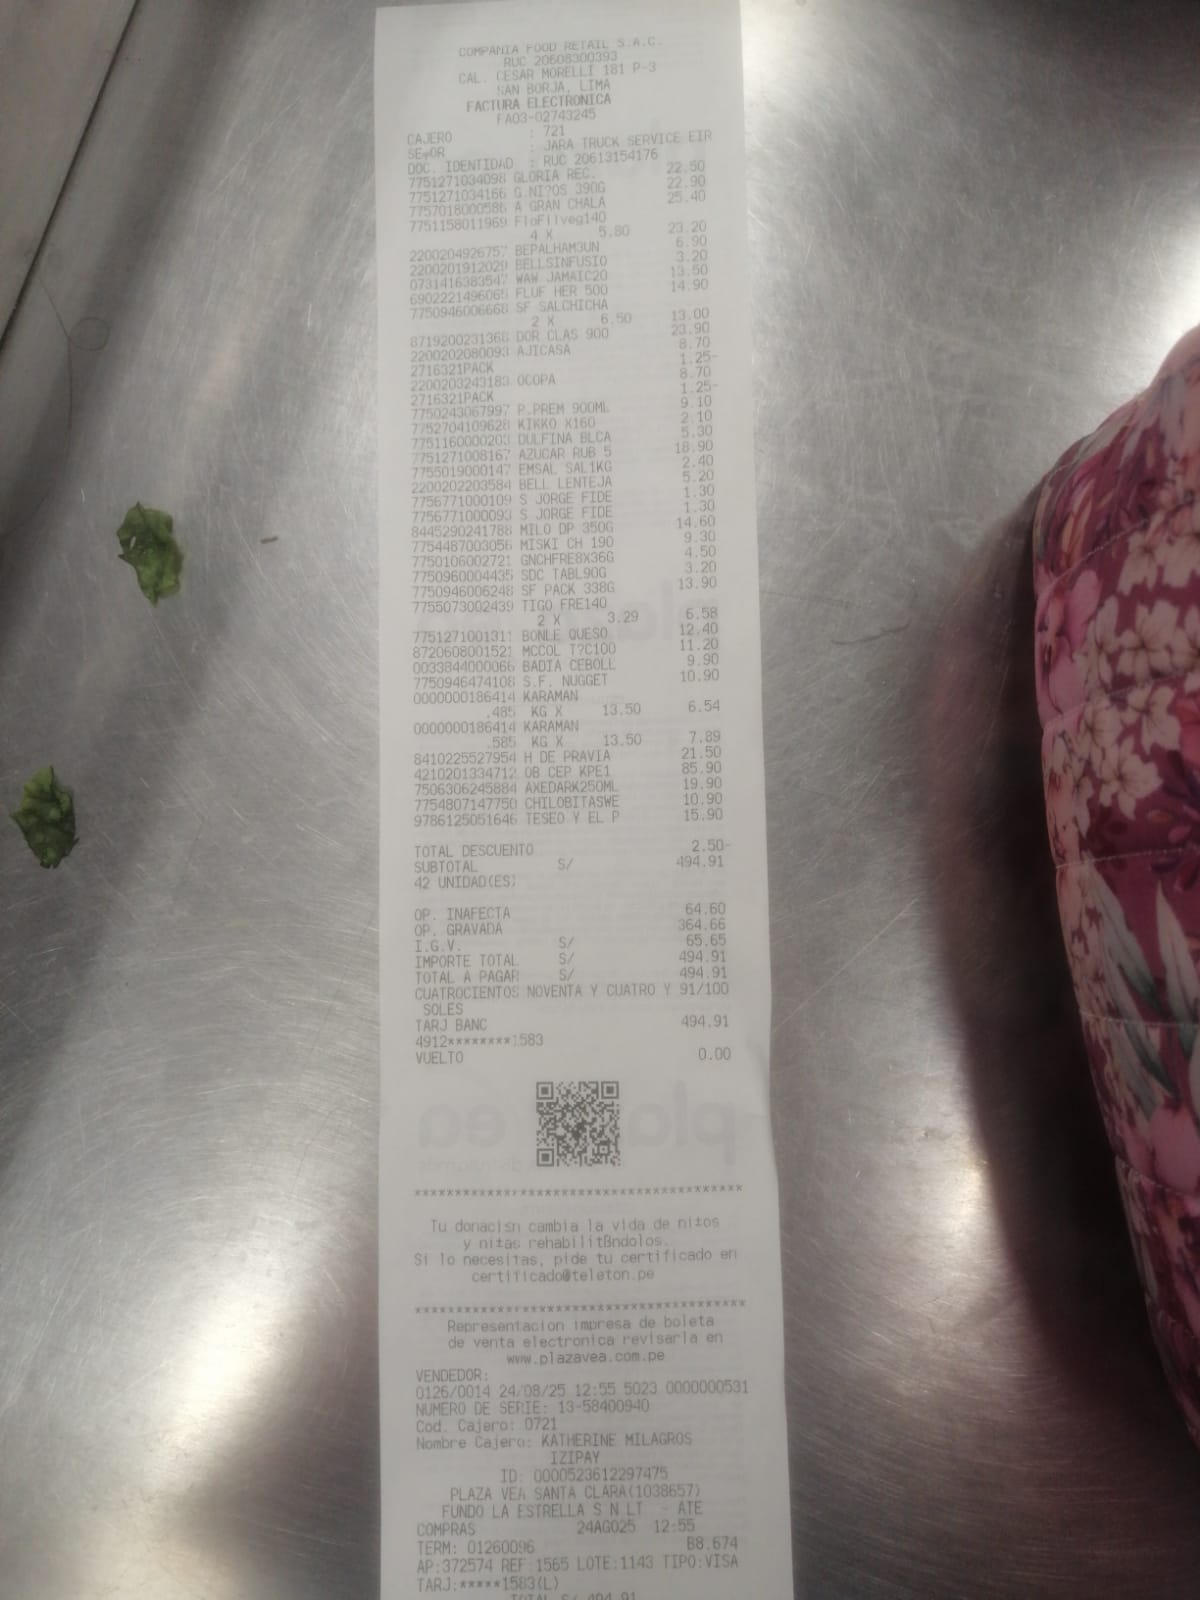 COMPANIA FOOD RETAIL S.A.C.
RUC 20608300393
CAL. CESAR MORELLI 181 P-3
SAN BORJA, LIMA
FACTURA ELECTRONICA
FA03-02743245
CAJERO : 721
SE¤OR : JARA TRUCK SERVICE EIR
DOC. IDENTIDAD : RUC 20613154176
7751271034098 GLORIA REC. 22.50
7751271034166 G.NI?OS 390G 22.90
7757018000586 A GRAN CHALA 25.40
7751158011969 FloFilveg140
4 X 5.80 23.20
2200204926757 BEPALHAM3UN 6.90
2200201912029 BELLSINFUSIO 3.20
0731416383547 WAW JAMAIC20 13.50
6902221496065 FLUF HER 500 14.90
7750946006668 SF SALCHICHA
2 X 6.50 13.00
8719200231368 DOR CLAS 900 23.90
2200202080093 AJICASA 8.70
2716321PACK 1.25-
2200203243183 OCOPA 8.70
2716321PACK 1.25-
7750243067997 P.PREM 900ML 9.10
7752704109628 KIKKO X160 2.10
7751160000203 DULFINA BLCA 5.30
7751271008167 AZUCAR RUB 5 18.90
7755019000147 EMSAL SAL1KG 2.40
2200202203584 BELL LENTEJA 5.20
7756771000109 S JORGE FIDE 1.30
7756771000093 S JORGE FIDE 1.30
8445290241788 MILO DP 350G 14.60
7754487003056 MISKI CH 190 9.30
7750106002721 GNCHFRE8X36G 4.50
7750960004435 SDC TABL90G 3.20
7750946006248 SF PACK 338G 13.90
7755073002439 TIGO FRE140
2 X 3.29 6.58
7751271001311 BONLE QUESO 12.40
8720608001521 MCCOL T?C100 11.20
0033844000066 BADIA CEBOLL 9.90
7750946474108 S.F. NUGGET 10.90
0000000186414 KARAMAN
.485 KG X 13.50 6.54
0000000186414 KARAMAN
.585 KG X 13.50 7.89
8410225527954 H DE PRAVIA 21.50
4210201334712 OB CEP KPE1 85.90
7506306245884 AXEDARK250ML 19.90
7754807147750 CHILOBITASWE 10.90
9786125051646 TESEO Y EL P 15.90
TOTAL DESCUENTO 2.50-
SUBTOTAL S/ 494.91
42 UNIDAD(ES)
OP. INAFECTA 64.60
OP. GRAVADA 364.66
I.G.V. S/ 65.65
IMPORTE TOTAL S/ 494.91
TOTAL A PAGAR S/ 494.91
CUATROCIENTOS NOVENTA Y CUATRO Y 91/100
SOLES
TARJ BANC 494.91
4912********1583
VUELTO 0.00
***************************************
Tu donacisn cambia la vida de ni±os
y ni±as rehabilitßndolos.
Si lo necesitas, pide tu certificado en
certificado@teleton.pe
***************************************
Representacion impresa de boleta
de venta electronica revisarla en
www.plazavea.com.pe
VENDEDOR:
0126/0014 24/08/25 12:55 5023 0000000531
NUMERO DE SERIE: 13-58400940
Cod. Cajero: 0721
Nombre Cajero: KATHERINE MILAGROS
IZIPAY
ID: 0000523612297475
PLAZA VEA SANTA CLARA(1038657)
FUNDO LA ESTRELLA S N LT - ATE
COMPRAS 24AGO25 12:55
TERM: 01260096 B8.674
AP:372574 REF:1565 LOTE:1143 TIPO:VISA
TARJ:*****1583(L)
TOTAL S/ 494.91